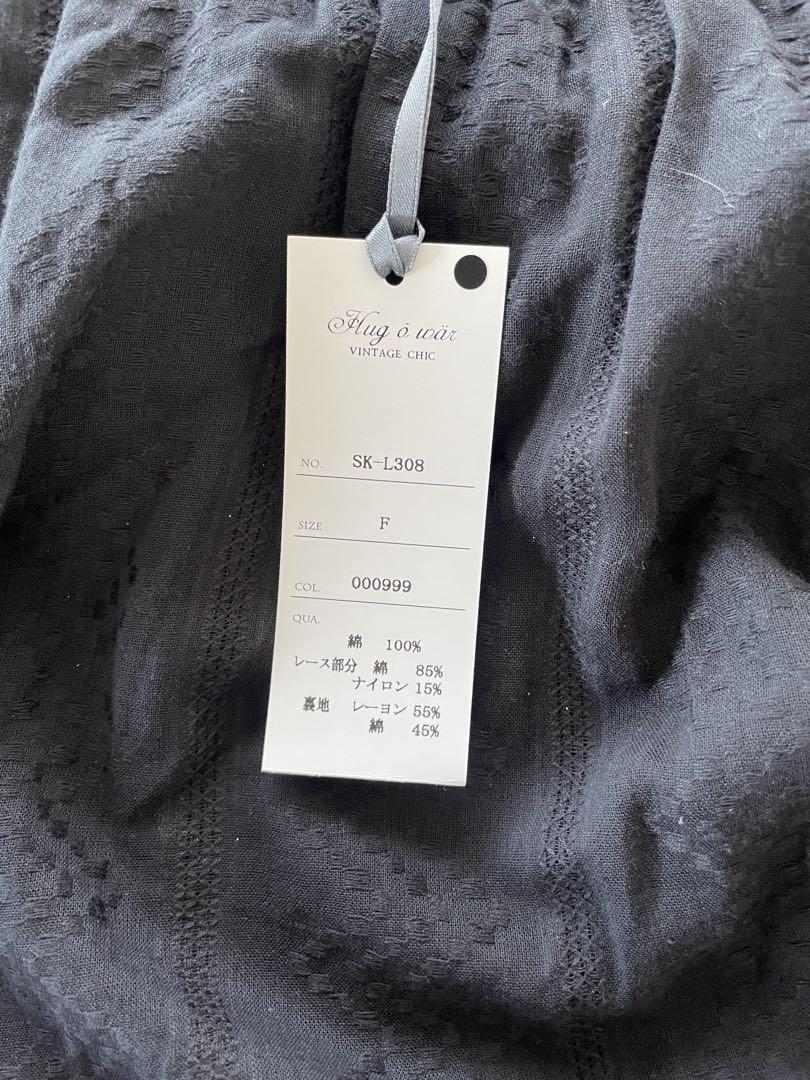 Hug ō wär
VINTAGE CHIC
NO. SK-L308
SIZE F
COL. 000999
QUA.
綿 100%
レース部分 綿 85%
ナイロン 15%
裏地 レーヨン 55%
綿 45%